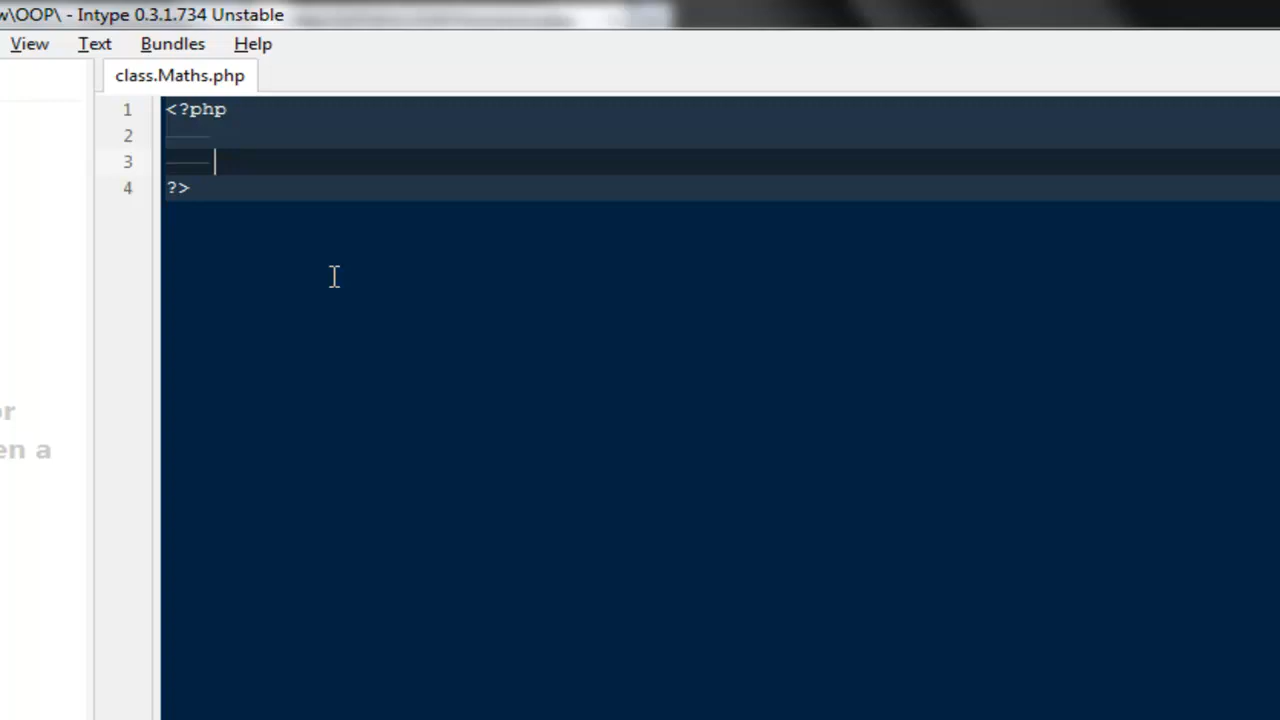 w\OOP\ - Intype 0.3.1.734 Unstable
View Text Bundles Help
class.Maths.php
1 <?php
2
3
4 ?>
or
en a